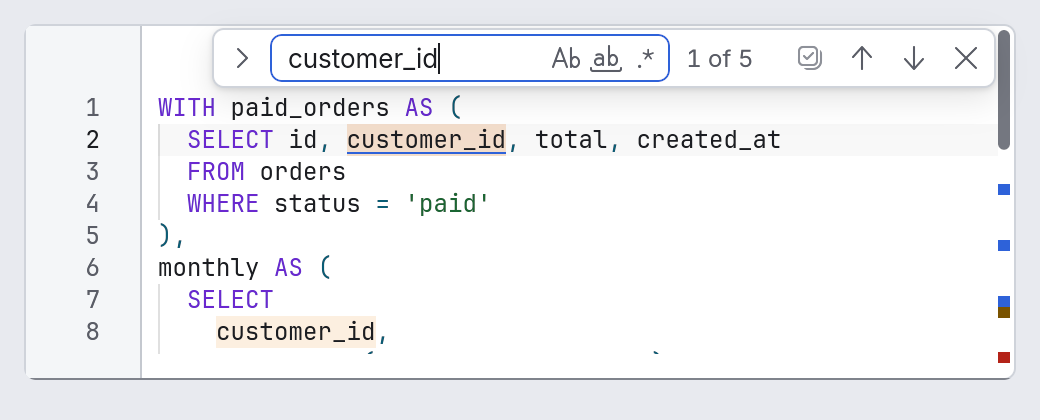 customer_id Ab ab .* 1 of 5
1 WITH paid_orders AS (
2 SELECT id, customer_id, total, created_at
3 FROM orders
4 WHERE status = 'paid'
5 ),
6 monthly AS (
7 SELECT
8 customer_id,